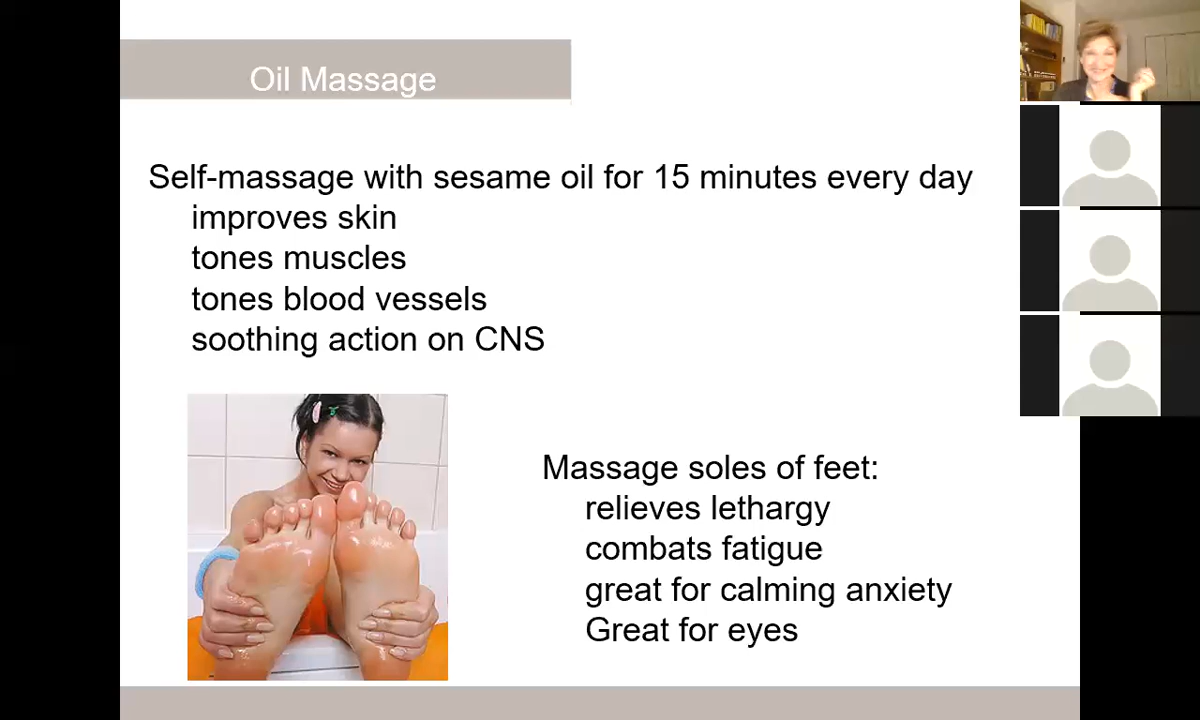 Oil Massage
Self-massage with sesame oil for 15 minutes every day
improves skin
tones muscles
tones blood vessels
soothing action on CNS
Massage soles of feet:
relieves lethargy
combats fatigue
great for calming anxiety
Great for eyes